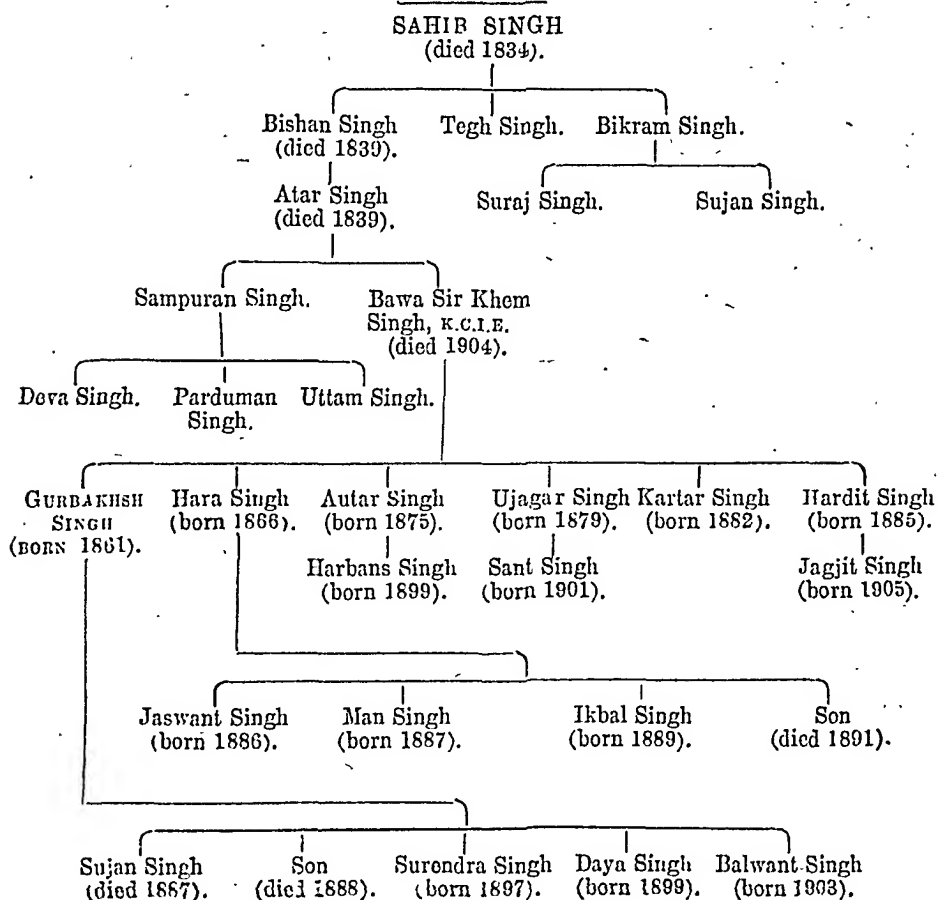 SAHIB SINGH
(died 1834).
Bishan Singh
(died 1839).
Tegh Singh.
Bikram Singh.
Atar Singh
(died 1839).
Suraj Singh.
Sujan Singh.
Sampuran Singh.
Bawa Sir Khem
Singh, K.C.I.E.
(died 1904).
Deva Singh.
Parduman
Singh.
Uttam Singh.
GURBAKHSH
SINGH
(BORN 1861).
Hara Singh
(born 1866).
Autar Singh
(born 1875).
Ujagar Singh
(born 1879).
Kartar Singh
(born 1882).
Hardit Singh
(born 1885).
Harbans Singh
(born 1899).
Sant Singh
(born 1901).
Jagjit Singh
(born 1905).
Jaswant Singh
(born 1886).
Man Singh
(born 1887).
Ikbal Singh
(born 1889).
Son
(died 1891).
Sujan Singh
(died 1887).
Son
(died 1888).
Surendra Singh
(born 1897).
Daya Singh
(born 1899).
Balwant Singh
(born 1903).